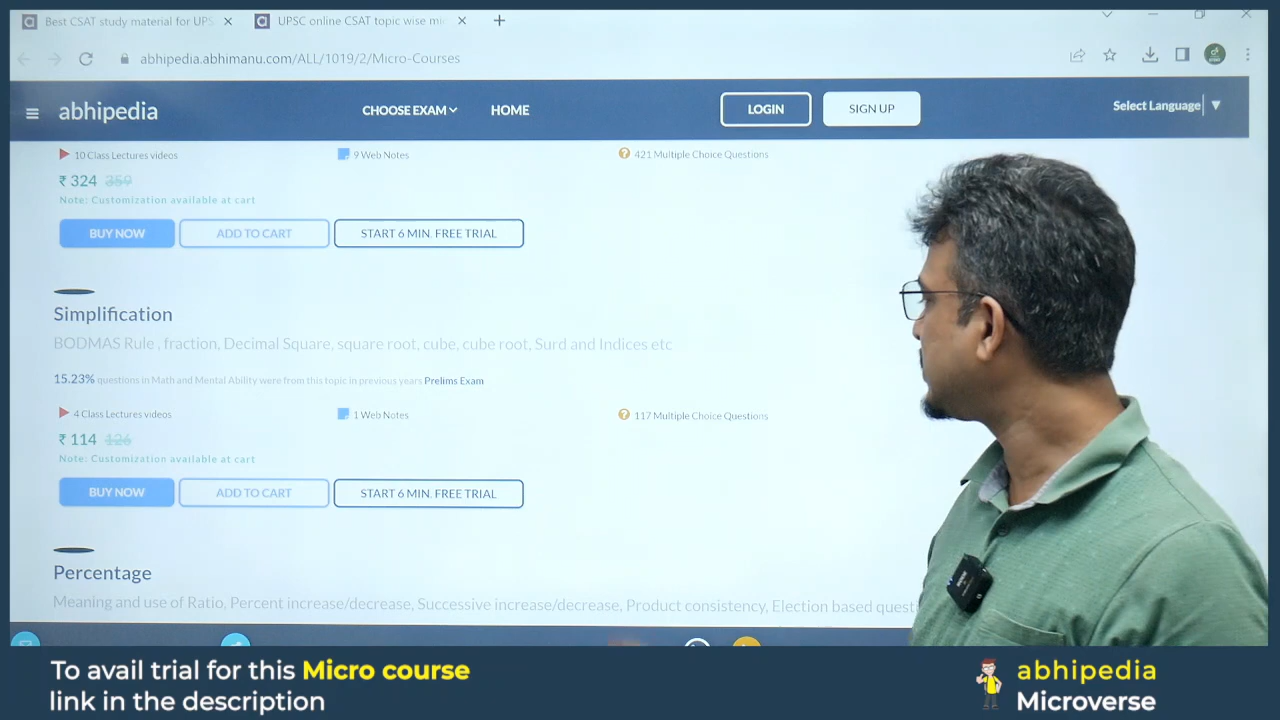 Best CSAT study material for UPS
UPSC online CSAT topic wise mi
abhipedia.abhimanu.com/ALL/1019/2/Micro-Courses
abhipedia
CHOOSE EXAM
HOME
LOGIN
SIGN UP
Select Language
10 Class Lectures videos
9 Web Notes
421 Multiple Choice Questions
₹ 324 359
Note: Customization available at cart
BUY NOW
ADD TO CART
START 6 MIN. FREE TRIAL
Simplification
BODMAS Rule , fraction, Decimal Square, square root, cube, cube root, Surd and Indices etc
15.23% questions in Math and Mental Ability were from this topic in previous years Prelims Exam
4 Class Lectures videos
1 Web Notes
117 Multiple Choice Questions
₹ 114 126
Note: Customization available at cart
BUY NOW
ADD TO CART
START 6 MIN. FREE TRIAL
Percentage
Meaning and use of Ratio, Percent increase/decrease, Successive increase/decrease, Product consistency, Election based quest
To avail trial for this Micro course
link in the description
abhipedia
Microverse